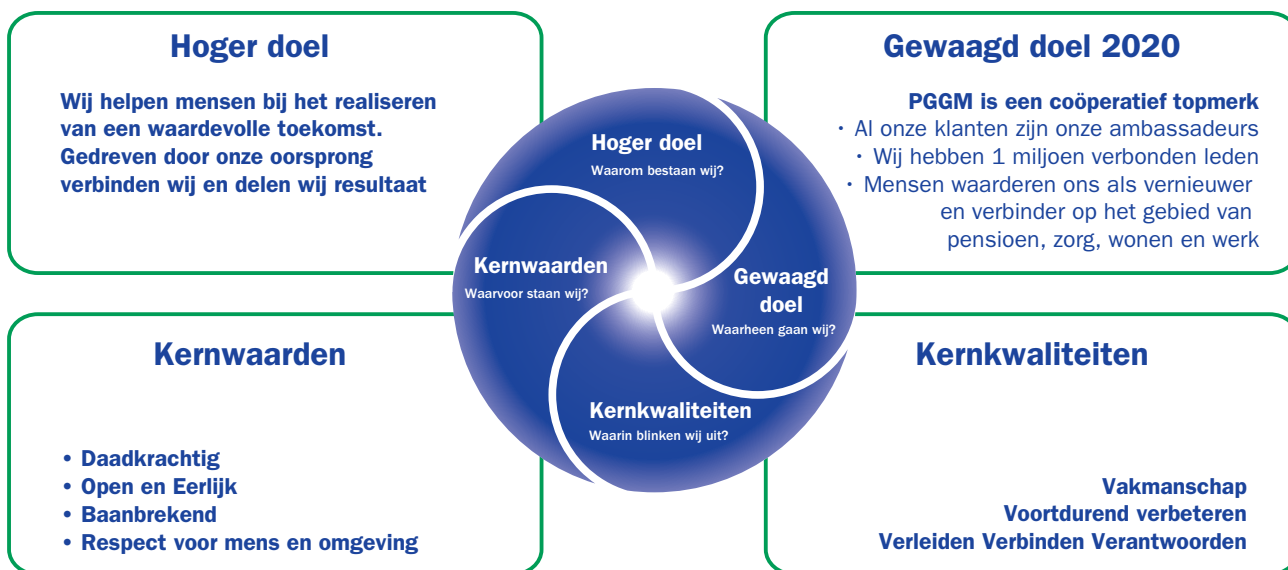 Hoger doel
Wij helpen mensen bij het realiseren
van een waardevolle toekomst.
Gedreven door onze oorsprong
verbinden wij en delen wij resultaat
Gewaagd doel 2020
PGGM is een coöperatief topmerk
· Al onze klanten zijn onze ambassadeurs
· Wij hebben 1 miljoen verbonden leden
· Mensen waarderen ons als vernieuwer
en verbinder op het gebied van
pensioen, zorg, wonen en werk
Hoger doel
Waarom bestaan wij?
Kernwaarden
Waarvoor staan wij?
Gewaagd
doel
Waarheen gaan wij?
Kernkwaliteiten
Waarin blinken wij uit?
Kernwaarden
• Daadkrachtig
• Open en Eerlijk
• Baanbrekend
• Respect voor mens en omgeving
Kernkwaliteiten
Vakmanschap
Voortdurend verbeteren
Verleiden Verbinden Verantwoorden